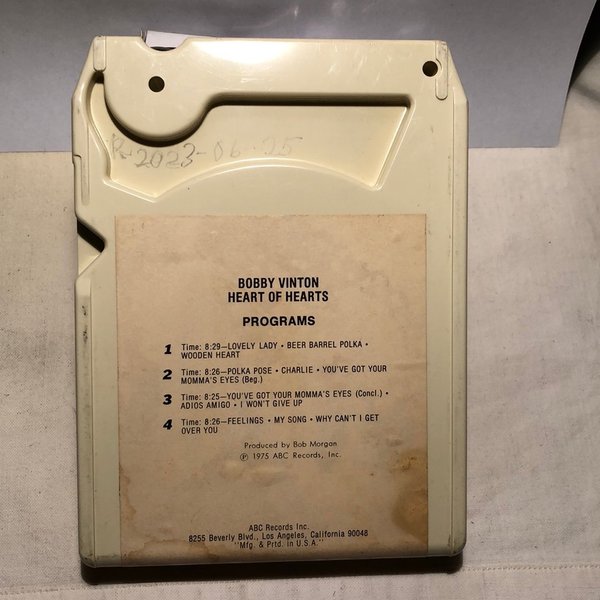 R-2023-06-25
BOBBY VINTON
HEART OF HEARTS
PROGRAMS
1 Time: 8:29—LOVELY LADY • BEER BARREL POLKA •
WOODEN HEART
2 Time: 8:26—POLKA POSE • CHARLIE • YOU'VE GOT YOUR
MOMMA'S EYES (Beg.)
3 Time: 8:25—YOU'VE GOT YOUR MOMMA'S EYES (Concl.) •
ADIOS AMIGO • I WON'T GIVE UP
4 Time: 8:26—FEELINGS • MY SONG • WHY CAN'T I GET
OVER YOU
Produced by Bob Morgan
℗ 1975 ABC Records, Inc.
ABC Records Inc.
8255 Beverly Blvd., Los Angeles, California 90048
"Mfg. & Prtd. in U.S.A."